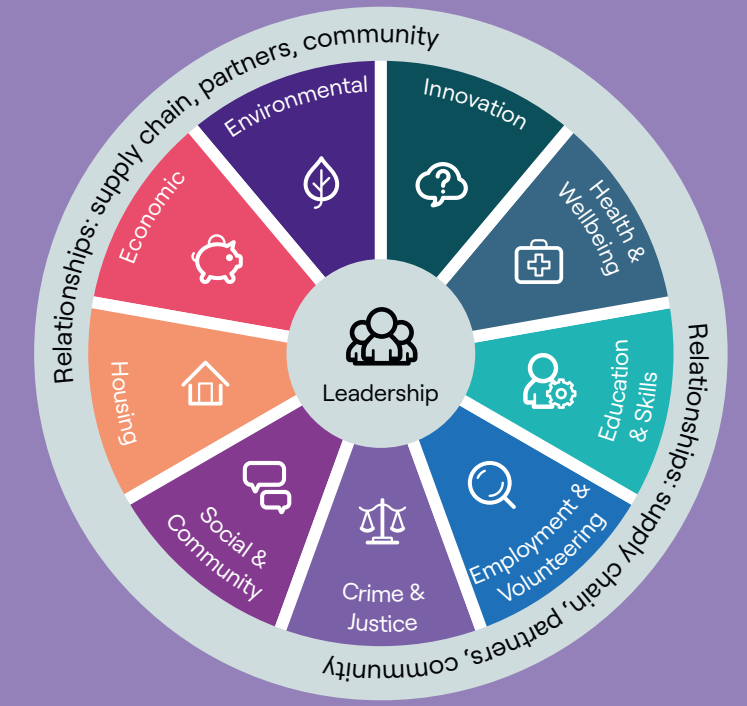 Relationships: supply chain, partners, community
Environmental
Innovation
Health &
Wellbeing
Education
& Skills
Employment &
Volunteering
Crime &
Justice
Social &
Community
Housing
Economic
Leadership
Relationships: supply chain, partners, community